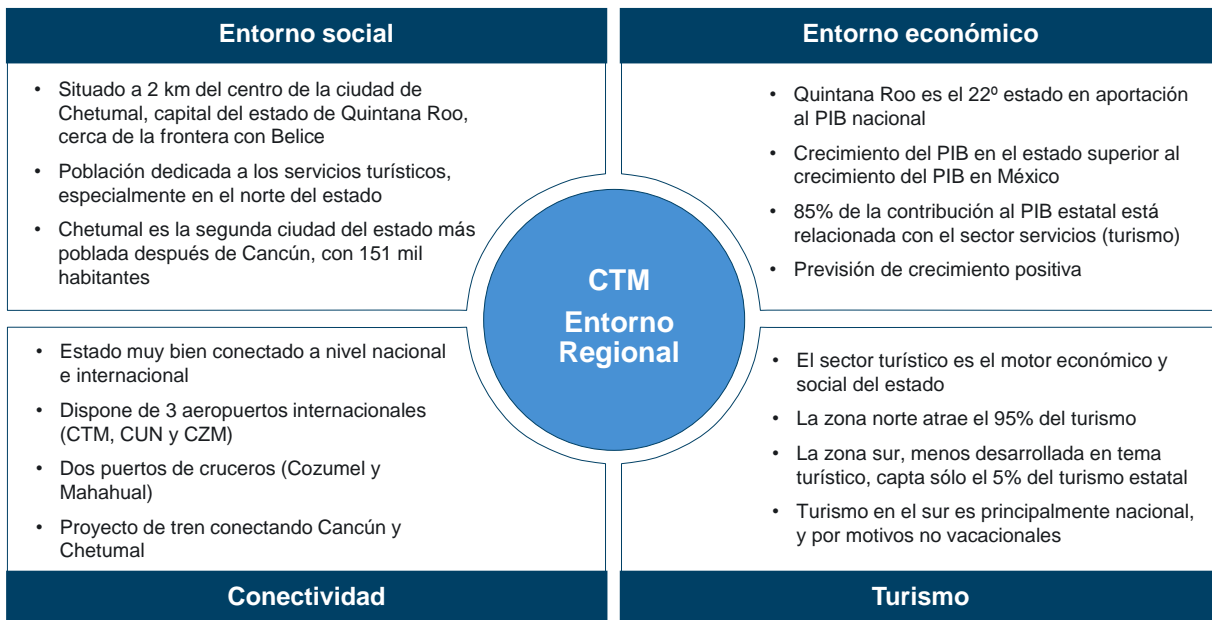 Entorno social
• Situado a 2 km del centro de la ciudad de
Chetumal, capital del estado de Quintana Roo,
cerca de la frontera con Belice
• Población dedicada a los servicios turísticos,
especialmente en el norte del estado
• Chetumal es la segunda ciudad del estado más
poblada después de Cancún, con 151 mil
habitantes
Entorno económico
• Quintana Roo es el 22º estado en aportación
al PIB nacional
• Crecimiento del PIB en el estado superior al
crecimiento del PIB en México
• 85% de la contribución al PIB estatal está
relacionada con el sector servicios (turismo)
• Previsión de crecimiento positiva
CTM
Entorno
Regional
• Estado muy bien conectado a nivel nacional
e internacional
• Dispone de 3 aeropuertos internacionales
(CTM, CUN y CZM)
• Dos puertos de cruceros (Cozumel y
Mahahual)
• Proyecto de tren conectando Cancún y
Chetumal
Conectividad
• El sector turístico es el motor económico y
social del estado
• La zona norte atrae el 95% del turismo
• La zona sur, menos desarrollada en tema
turístico, capta sólo el 5% del turismo estatal
• Turismo en el sur es principalmente nacional,
y por motivos no vacacionales
Turismo